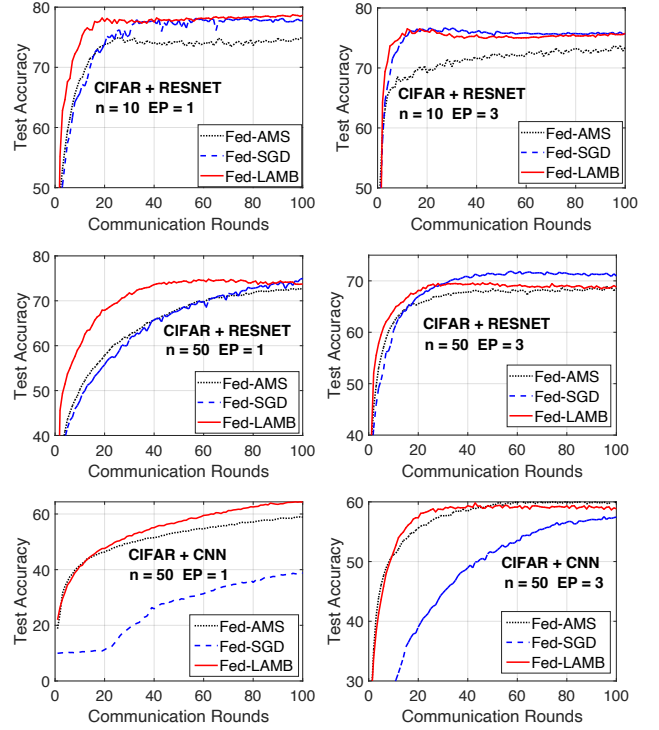 80
70
60
50
0 20 40 60 80 100
Test Accuracy
Communication Rounds
CIFAR + RESNET
n = 10 EP = 1
Fed-AMS
Fed-SGD
Fed-LAMB
80
70
60
50
0 20 40 60 80 100
Test Accuracy
Communication Rounds
CIFAR + RESNET
n = 10 EP = 3
Fed-AMS
Fed-SGD
Fed-LAMB
80
70
60
50
40
0 20 40 60 80 100
Test Accuracy
Communication Rounds
CIFAR + RESNET
n = 50 EP = 1
Fed-AMS
Fed-SGD
Fed-LAMB
70
60
50
40
0 20 40 60 80 100
Test Accuracy
Communication Rounds
CIFAR + RESNET
n = 50 EP = 3
Fed-AMS
Fed-SGD
Fed-LAMB
60
40
20
0
0 20 40 60 80 100
Test Accuracy
Communication Rounds
CIFAR + CNN
n = 50 EP = 1
Fed-AMS
Fed-SGD
Fed-LAMB
60
50
40
30
0 20 40 60 80 100
Test Accuracy
Communication Rounds
CIFAR + CNN
n = 50 EP = 3
Fed-AMS
Fed-SGD
Fed-LAMB